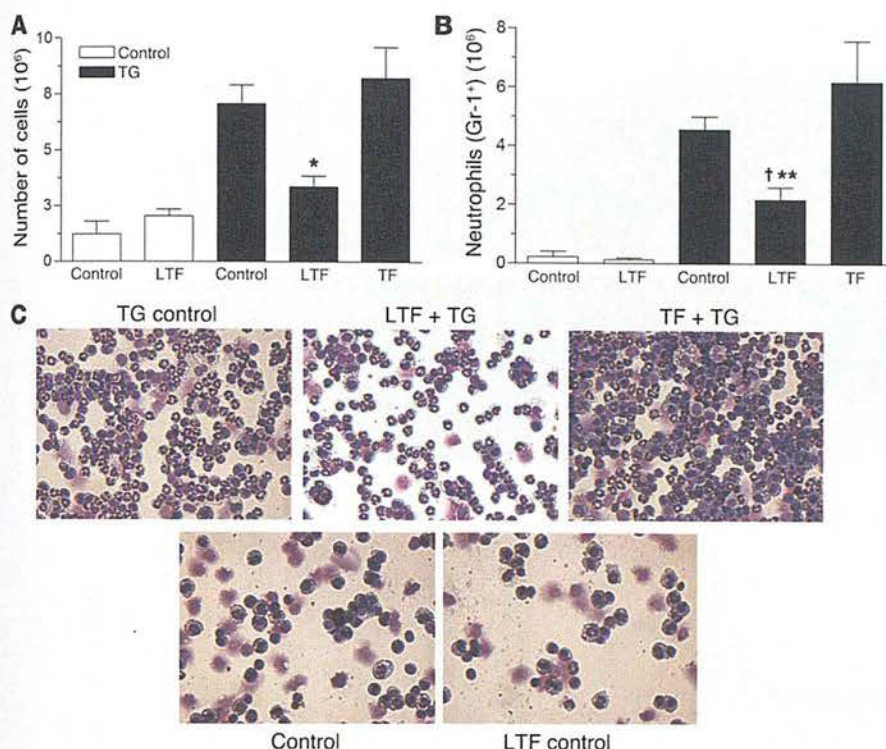 A
Number of cells (10⁶)
10
8
5
3
0
Control
TG
*
Control LTF Control LTF TF
B
Neutrophils (Gr-1⁺) (10⁶)
8
6
4
2
0
†**
Control LTF Control LTF TF
C
TG control LTF + TG TF + TG
Control LTF control